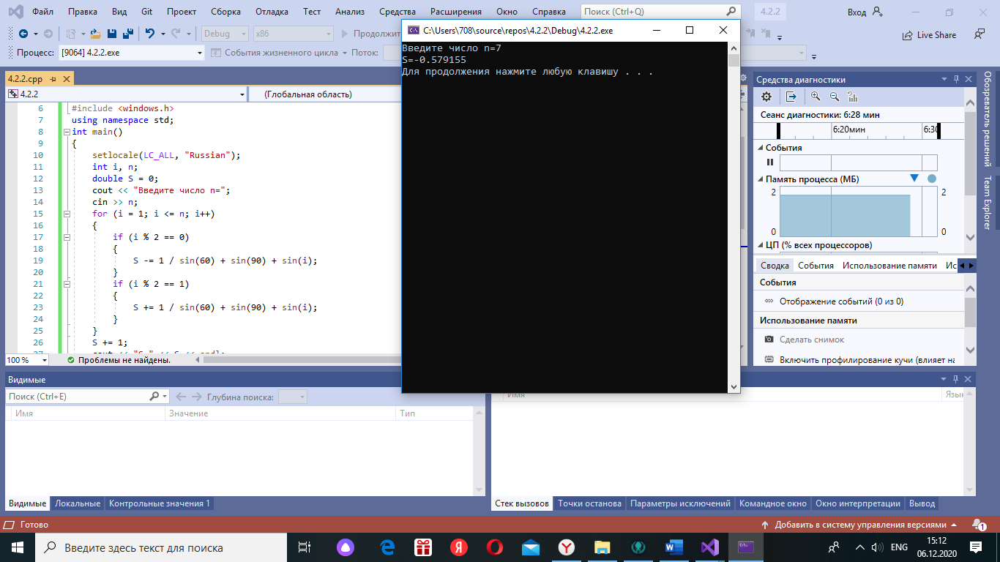 Файл Правка Вид Git Проект Сборка Отладка Тест Анализ Средства Расширения Окно Справка Поиск (Ctrl+Q) 4.2.2 Вход
Debug x86 Продолжит Live Share
Процесс: [9064] 4.2.2.exe События жизненного цикла Поток:
C:\Users\708\source\repos\4.2.2\Debug\4.2.2.exe
Введите число n=7
S=-0.579155
Для продолжения нажмите любую клавишу . . .
4.2.2.cpp
4.2.2 (Глобальная область)
6 #include <windows.h>
7 using namespace std;
8 int main()
9 {
10 setlocale(LC_ALL, "Russian");
11 int i, n;
12 double S = 0;
13 cout << "Введите число n=";
14 cin >> n;
15 for (i = 1; i <= n; i++)
16 {
17 if (i % 2 == 0)
18 {
19 S -= 1 / sin(60) + sin(90) + sin(i);
20 }
21 if (i % 2 == 1)
22 {
23 S += 1 / sin(60) + sin(90) + sin(i);
24 }
25 }
26 S += 1;
100 % Проблемы не найдены.
Средства диагностики
Сеанс диагностики: 6:28 мин
6:20мин 6:30
События
Память процесса (МБ)
2 2
0 0
ЦП (% всех процессоров)
Сводка События Использование памяти Ис
События
Отображение событий (0 из 0)
Использование памяти
Сделать снимок
Включить профилирование кучи (влияет на
Обозреватель решений
Team Explorer
Видимые
Поиск (Ctrl+E) Глубина поиска:
Имя Значение Тип
Имя Язык
Видимые Локальные Контрольные значения 1
Стек вызовов Точки останова Параметры исключений Командное окно Окно интерпретации Вывод
Готово Добавить в систему управления версиями 1
Введите здесь текст для поиска ENG 15:12
06.12.2020